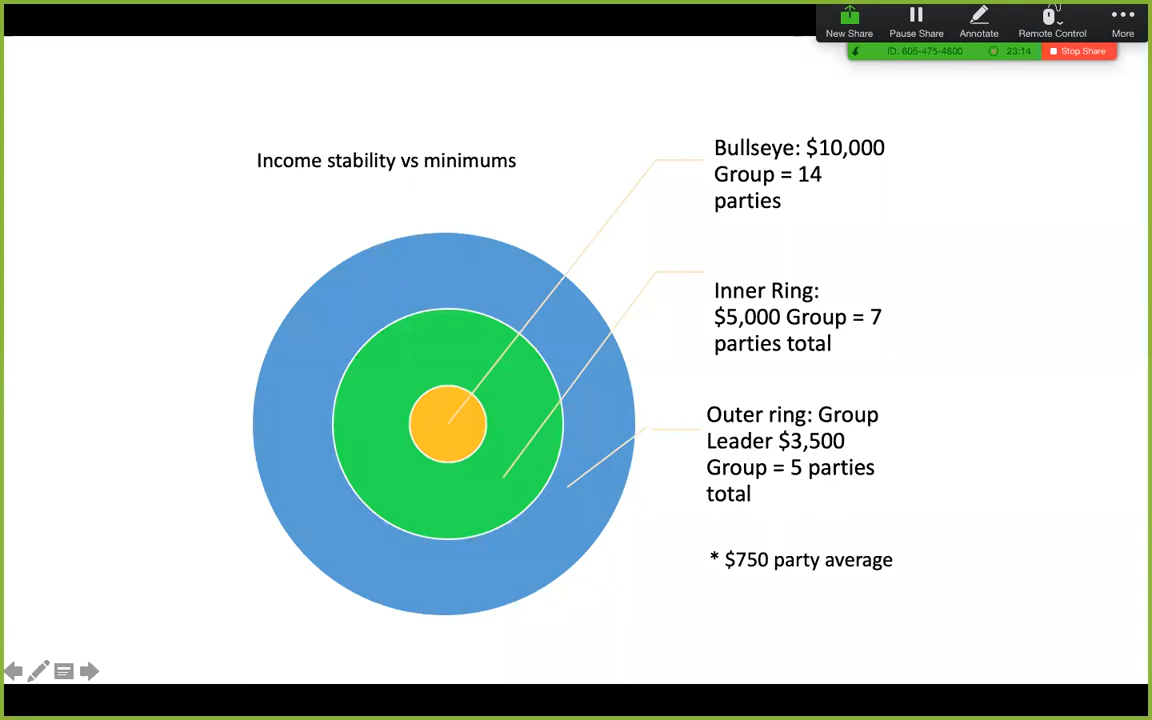 New Share
Pause Share
Annotate
Remote Control
More
ID: 605-475-4600
23:14
Stop Share
Income stability vs minimums
Bullseye: $10,000
Group = 14
parties
Inner Ring:
$5,000 Group = 7
parties total
Outer ring: Group
Leader $3,500
Group = 5 parties
total
* $750 party average